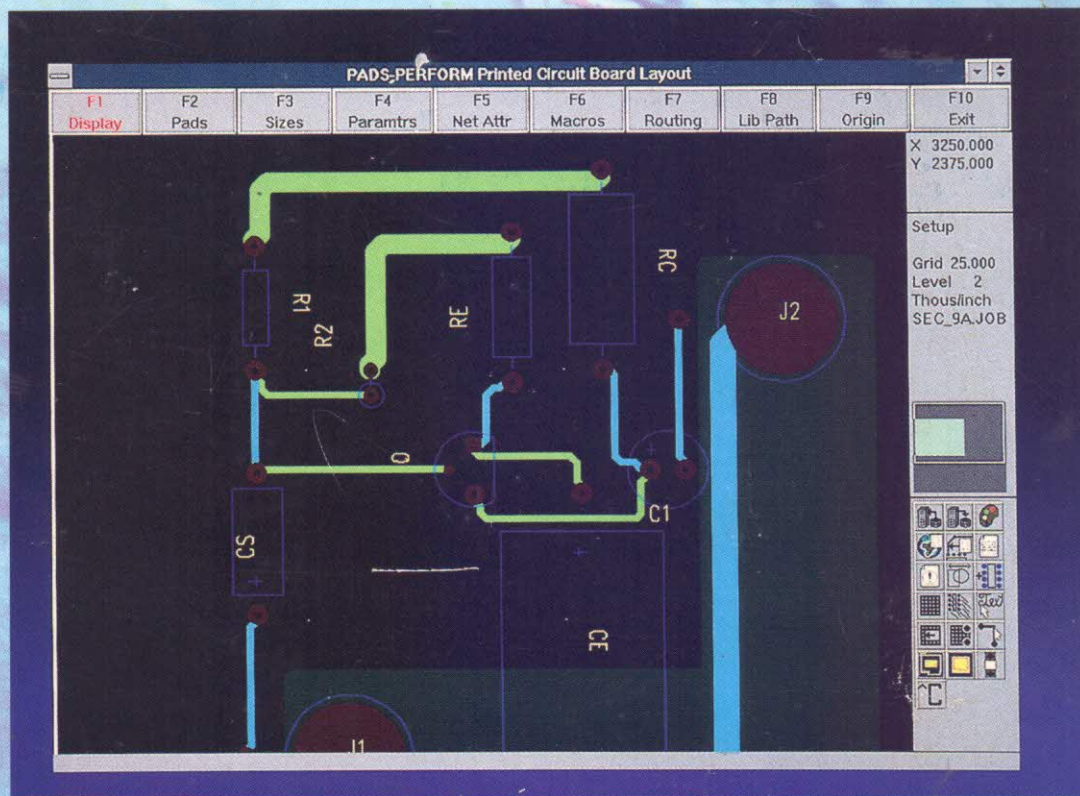 PADS-PERFORM Printed Circuit Board Layout
F1 F2 F3 F4 F5 F6 F7 F8 F9 F10
Display Pads Sizes Paramtrs Net Attr Macros Routing Lib Path Origin Exit
X 3250.000
Y 2375.000
Setup
Grid 25.000
Level 2
Thous/inch
SEC_9A.JOB
R1
R2
RE
RC
J2
Q
C1
CS
CE
J1
^C